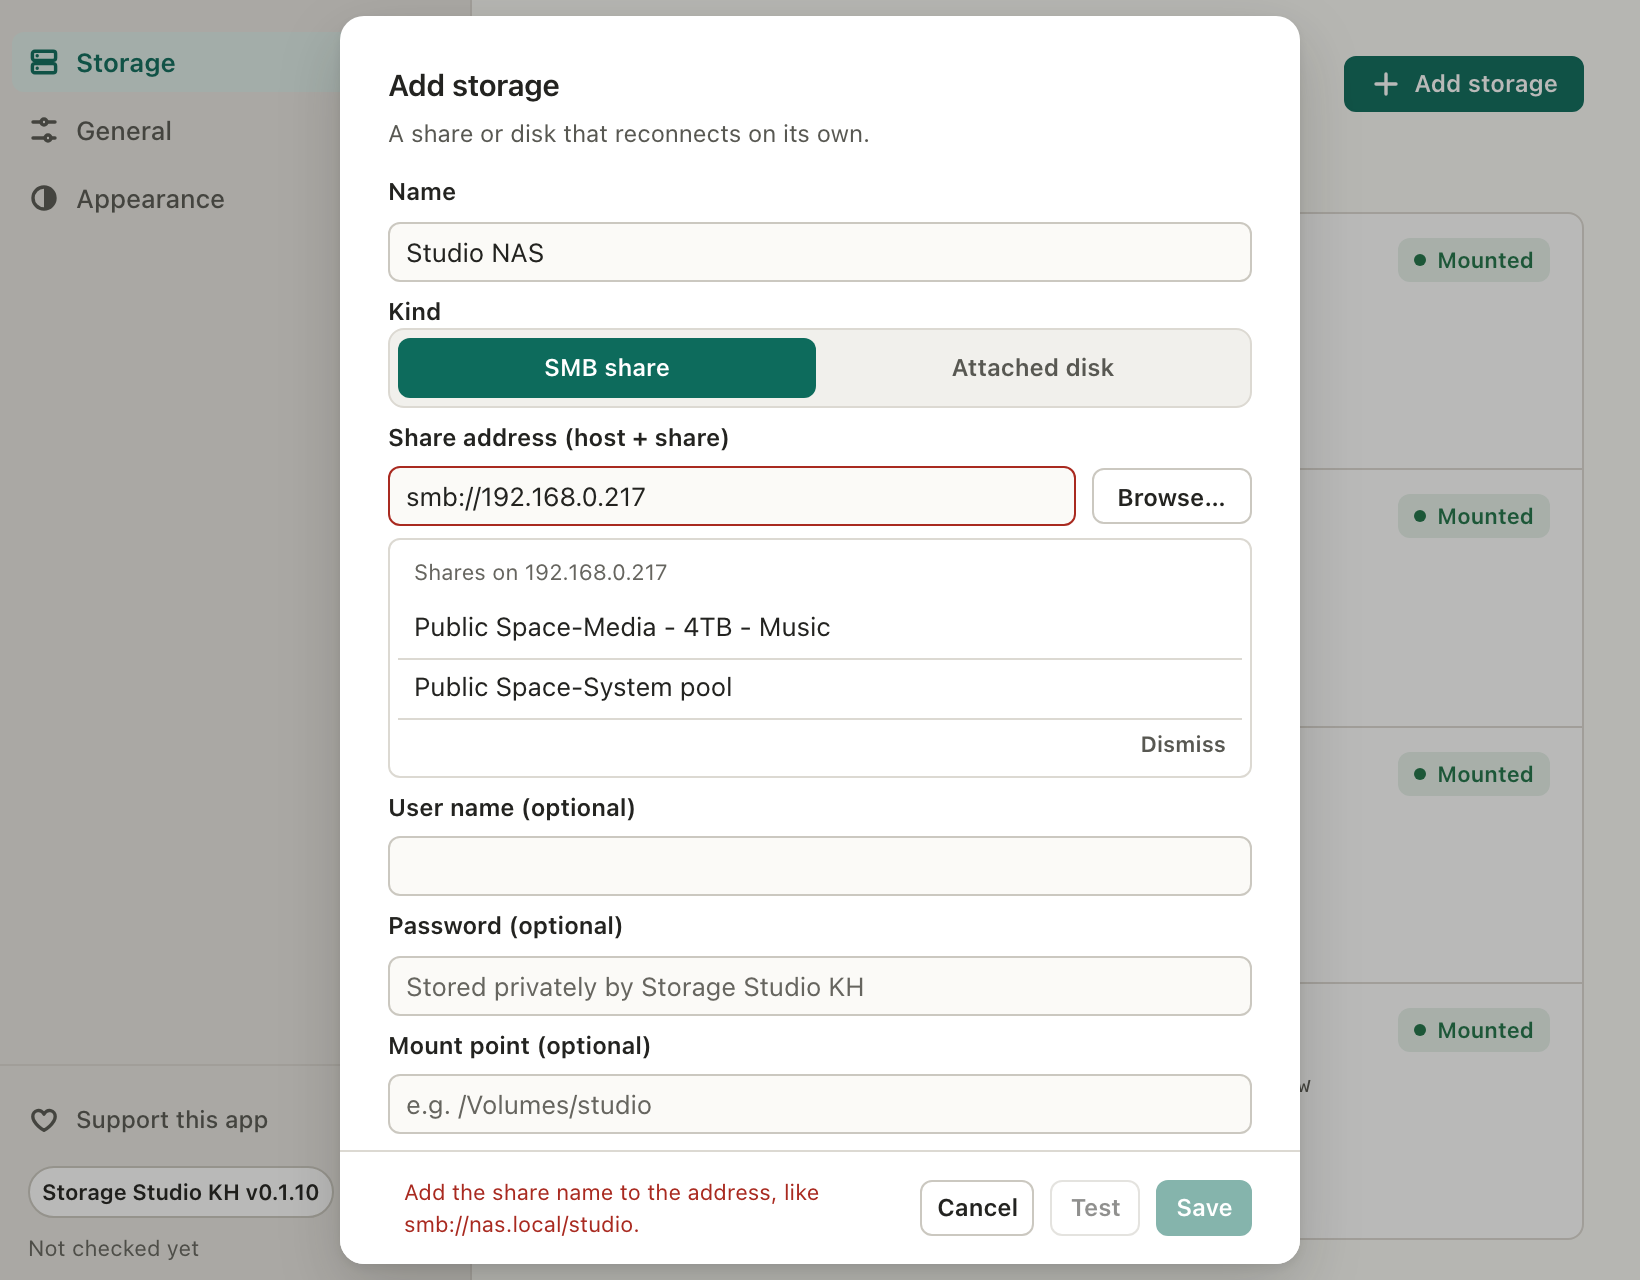 Storage
General
Appearance
Support this app
Storage Studio KH v0.1.10
Not checked yet
Add storage
Mounted
Mounted
Mounted
Mounted
w
Add storage
A share or disk that reconnects on its own.
Name
Studio NAS
Kind
SMB share
Attached disk
Share address (host + share)
smb://192.168.0.217
Browse...
Shares on 192.168.0.217
Public Space-Media - 4TB - Music
Public Space-System pool
Dismiss
User name (optional)
Password (optional)
Stored privately by Storage Studio KH
Mount point (optional)
e.g. /Volumes/studio
Add the share name to the address, like
smb://nas.local/studio.
Cancel
Test
Save